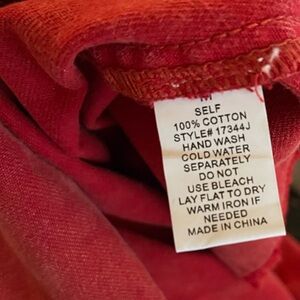 M
SELF
100% COTTON
STYLE# 17344J
HAND WASH
COLD WATER
SEPARATELY
DO NOT
USE BLEACH
LAY FLAT TO DRY
WARM IRON IF
NEEDED
MADE IN CHINA